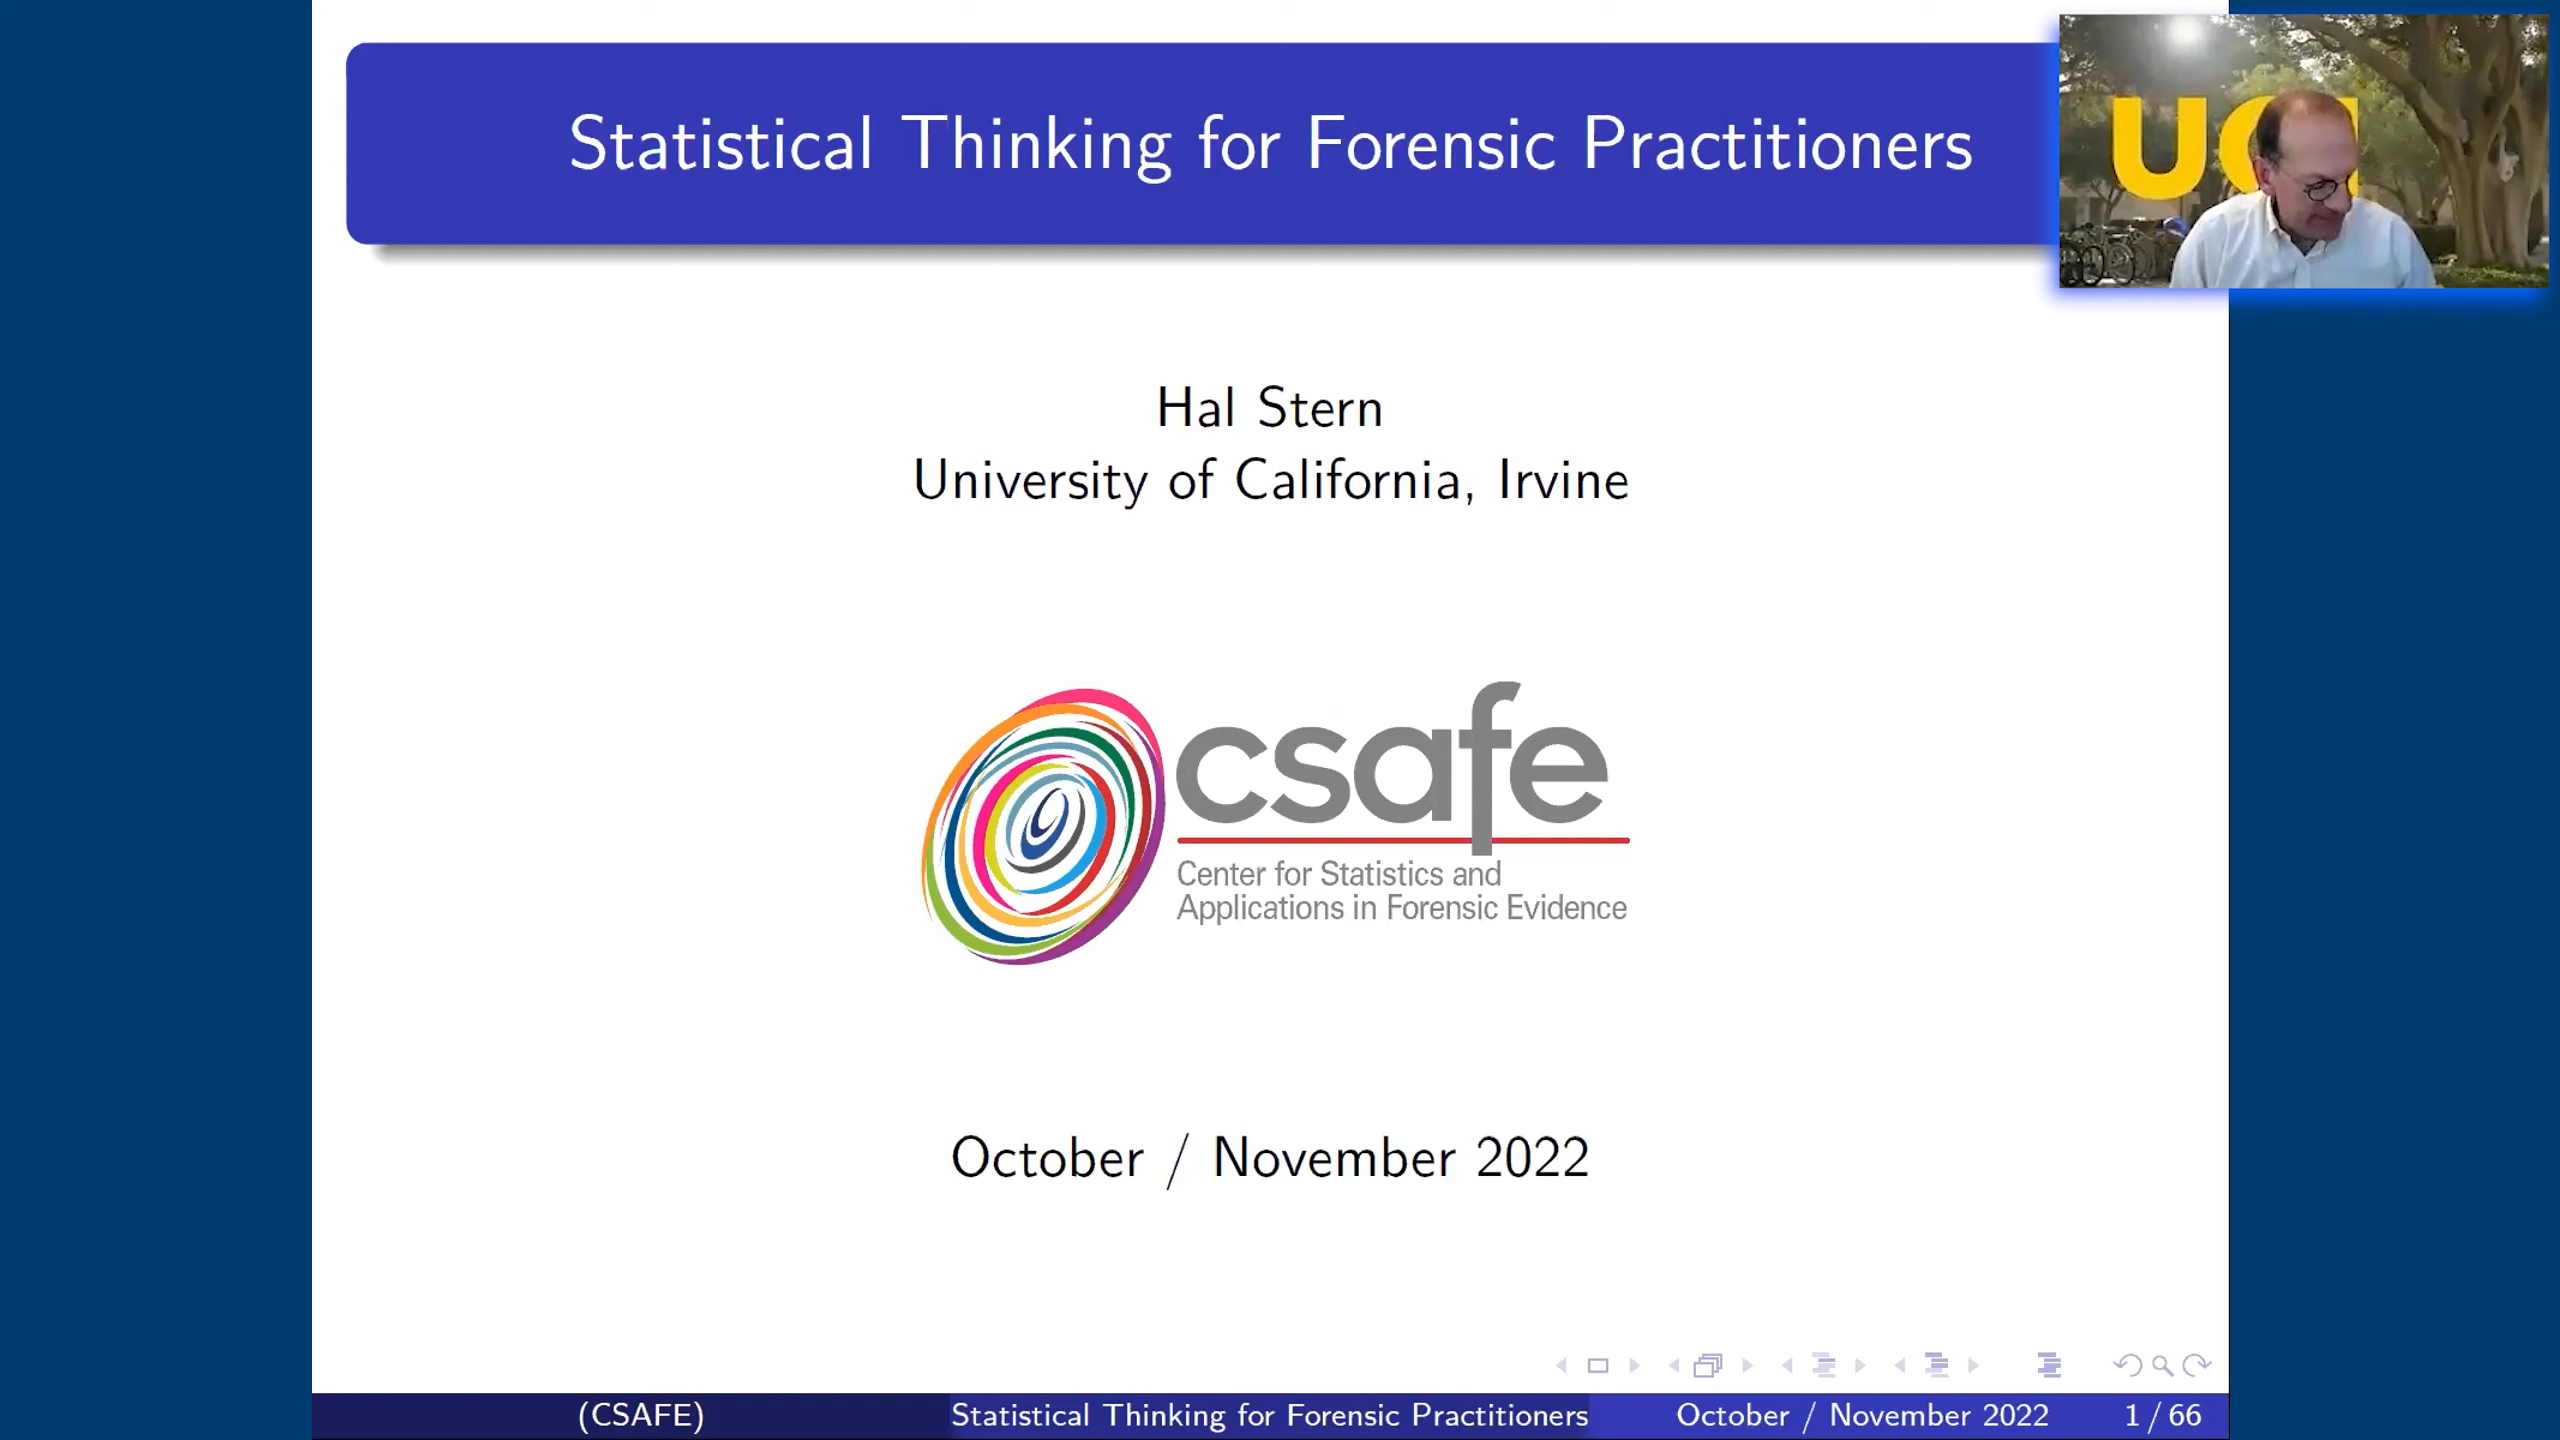 Statistical Thinking for Forensic Practitioners
UCI
Hal Stern
University of California, Irvine
csafe
Center for Statistics and
Applications in Forensic Evidence
October / November 2022
(CSAFE)
Statistical Thinking for Forensic Practitioners
October / November 2022
1 / 66